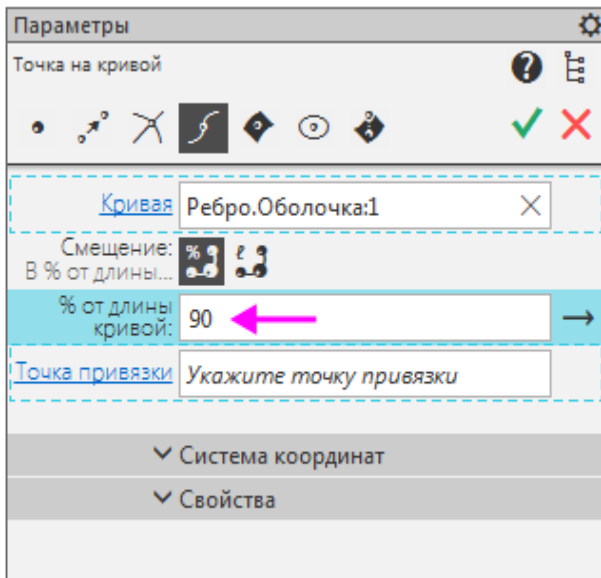 Параметры
Точка на кривой
Кривая Ребро.Оболочка:1
Смещение:
В % от длины...
% от длины
кривой: 90
Точка привязки Укажите точку привязки
Система координат
Свойства